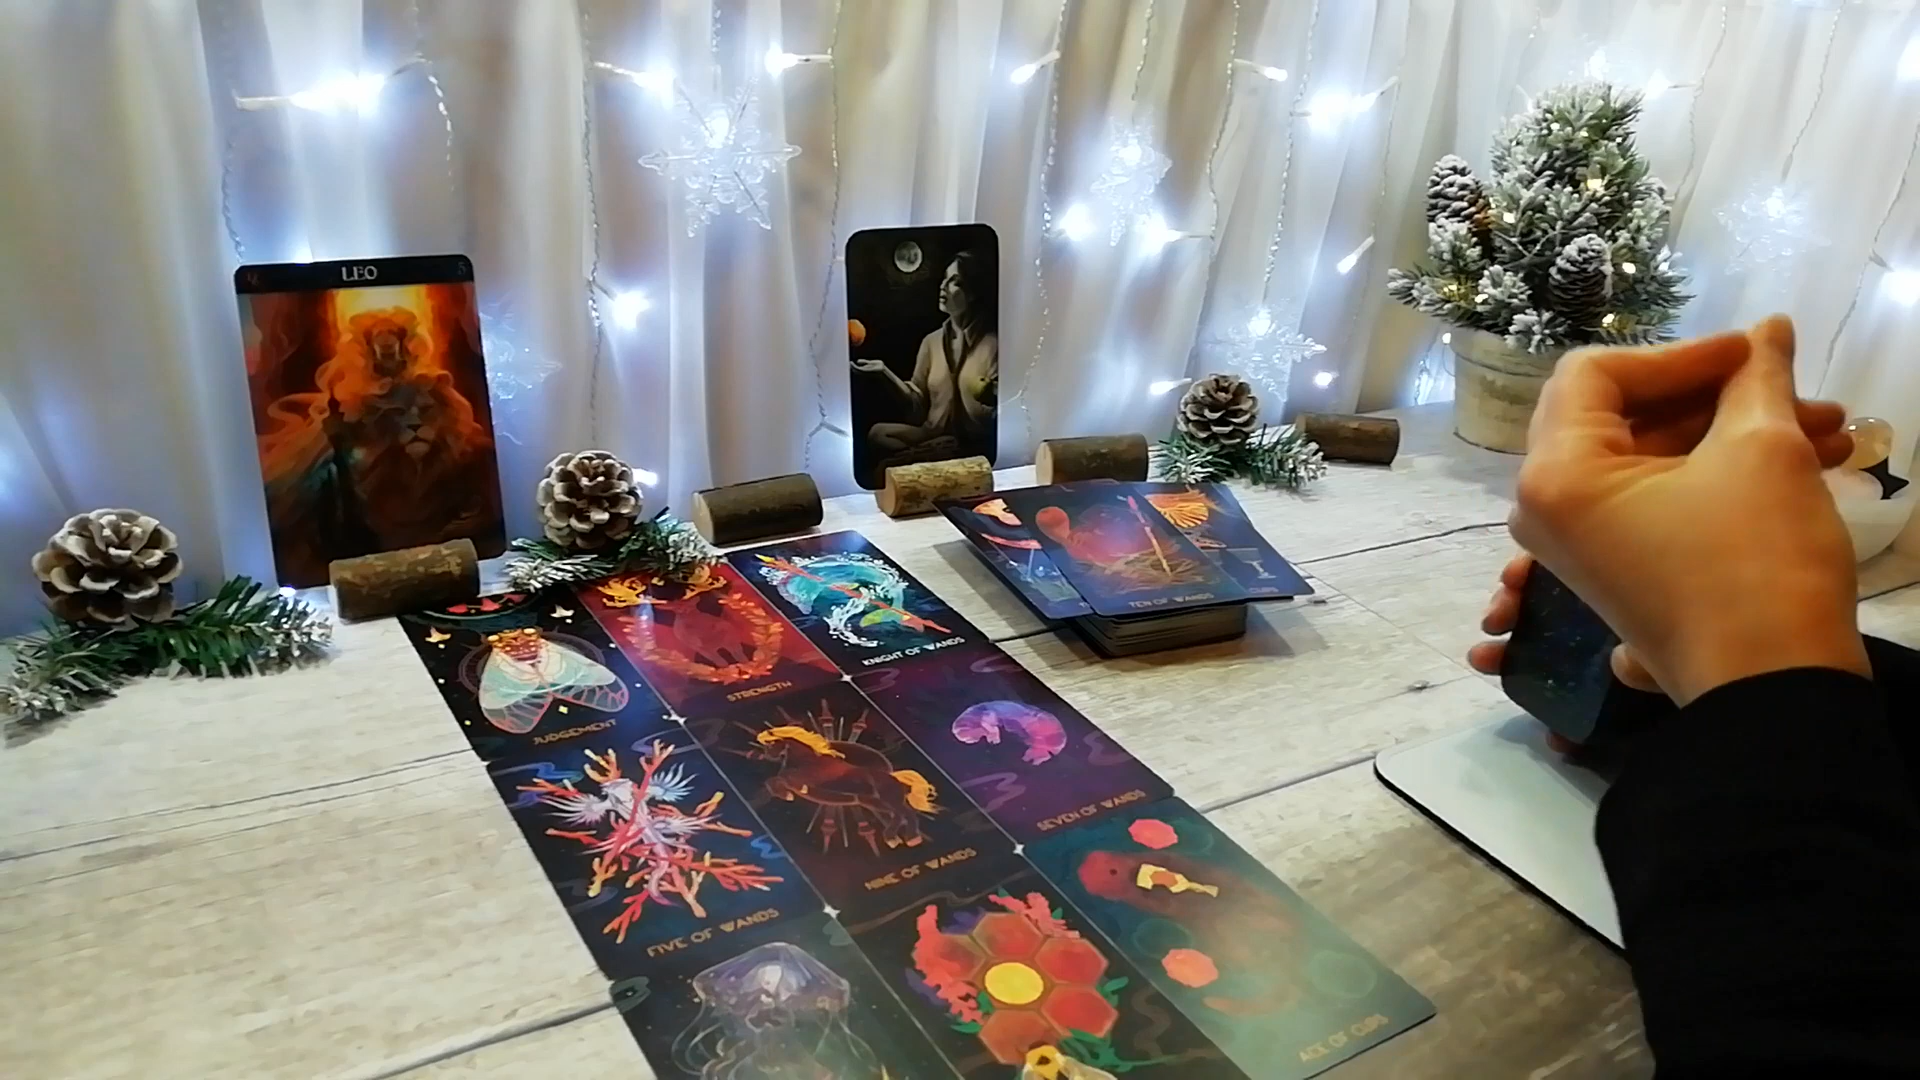 LEO
TEN OF WANDS
CUPS
KNIGHT OF WANDS
STRENGTH
JUDGEMENT
SEVEN OF WANDS
NINE OF WANDS
FIVE OF WANDS
ACE OF CUPS